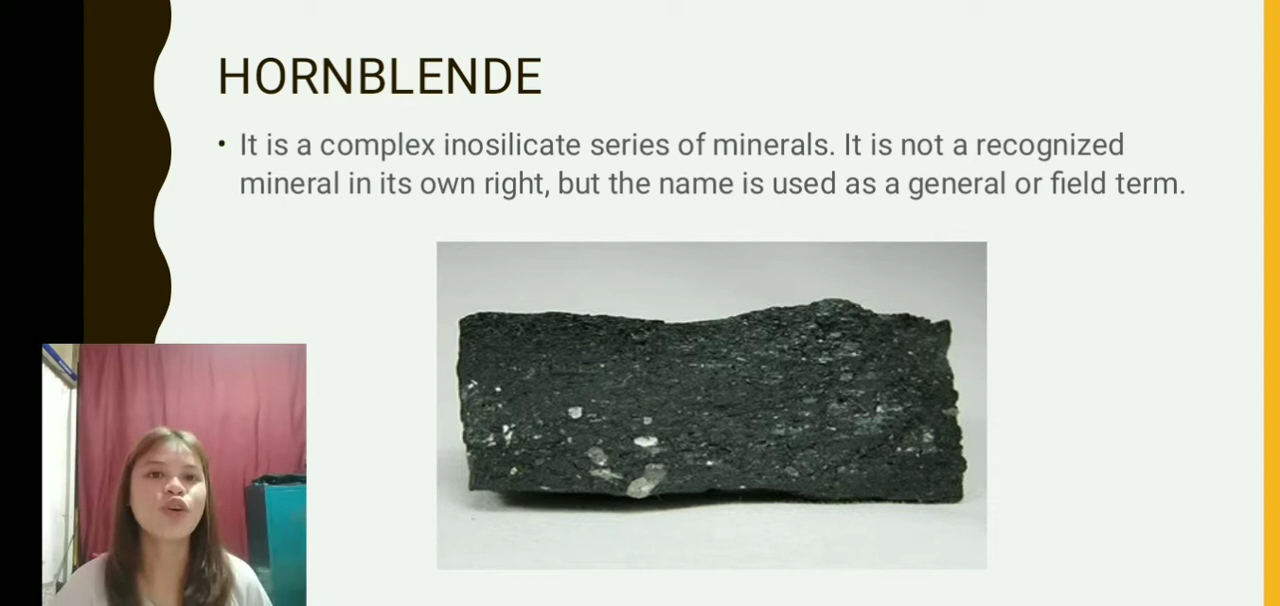 HORNBLENDE
• It is a complex inosilicate series of minerals. It is not a recognized
mineral in its own right, but the name is used as a general or field term.